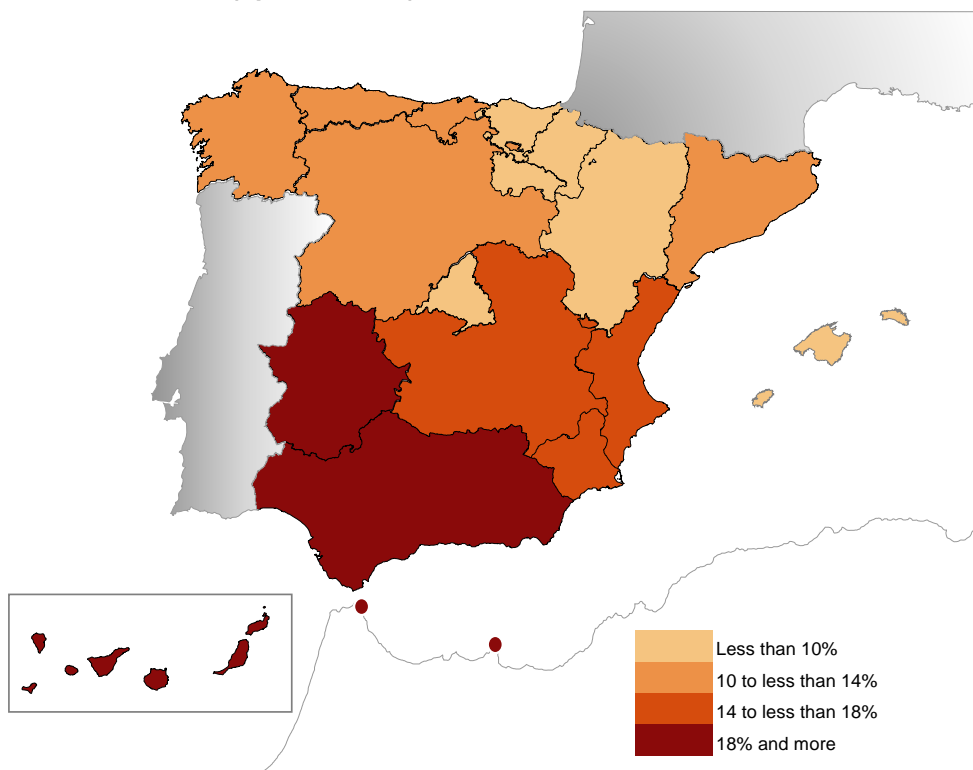 Less than 10%
10 to less than 14%
14 to less than 18%
18% and more